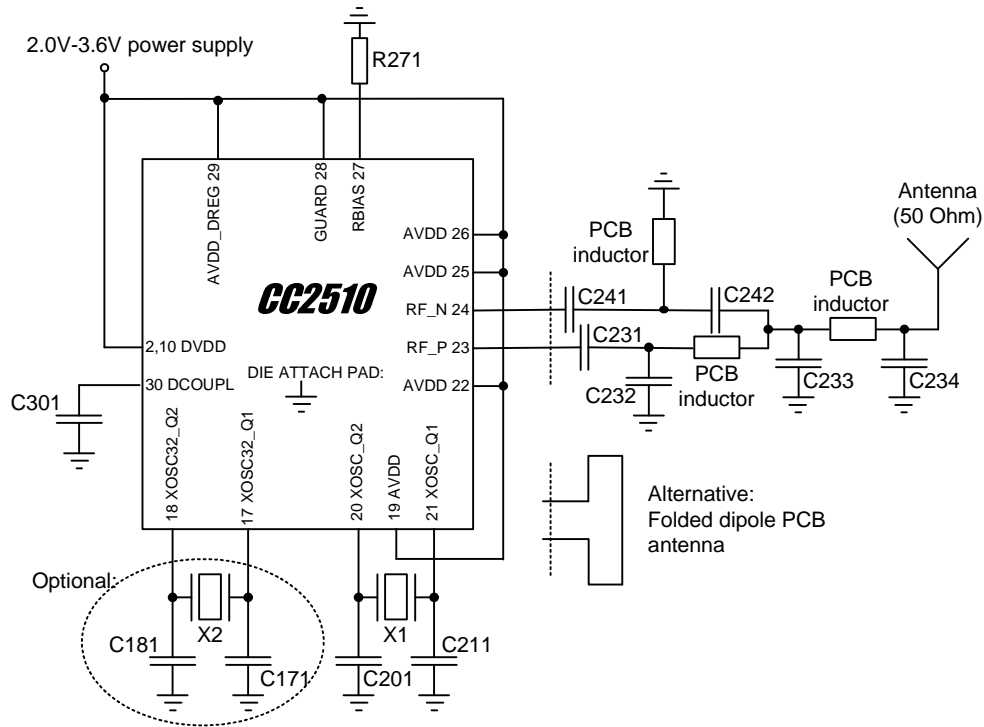 2.0V-3.6V power supply
R271
AVDD_DREG 29
GUARD 28
RBIAS 27
Antenna
(50 Ohm)
PCB
inductor
AVDD 26
AVDD 25
CC2510
RF_N 24
C241
C242
PCB
inductor
RF_P 23
C231
2,10 DVDD
30 DCOUPL
DIE ATTACH PAD:
AVDD 22
C232
PCB
inductor
C233
C234
C301
18 XOSC32_Q2
17 XOSC32_Q1
20 XOSC_Q2
19 AVDD
21 XOSC_Q1
Alternative:
Folded dipole PCB
antenna
Optional:
X2
X1
C181
C171
C201
C211